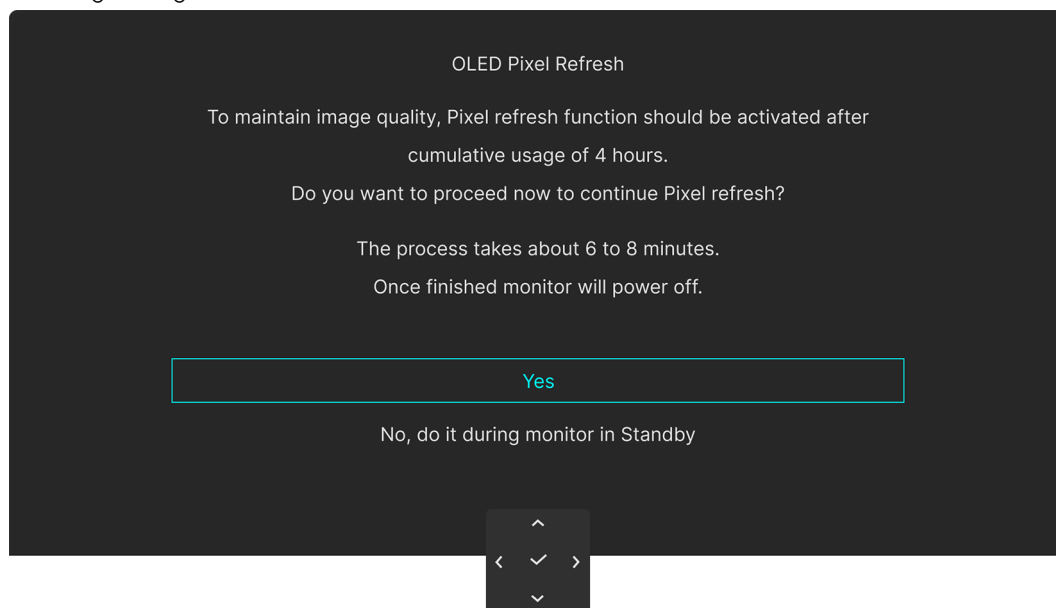 OLED Pixel Refresh
To maintain image quality, Pixel refresh function should be activated after
cumulative usage of 4 hours.
Do you want to proceed now to continue Pixel refresh?
The process takes about 6 to 8 minutes.
Once finished monitor will power off.
Yes
No, do it during monitor in Standby